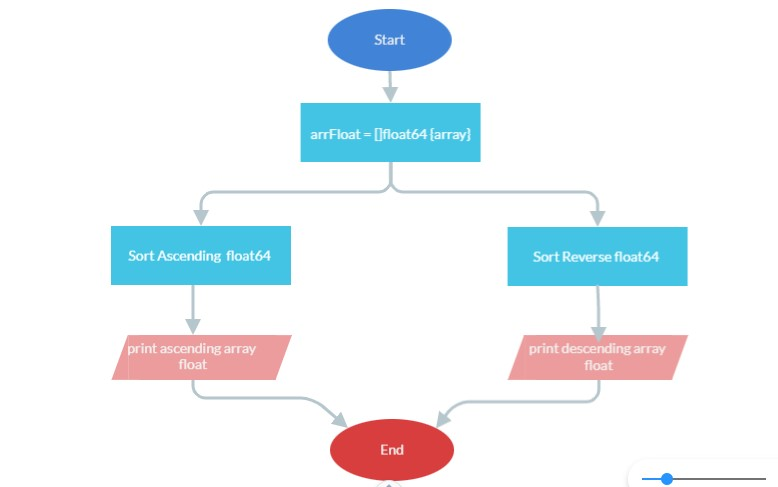 Start
arrFloat = []float64 {array}
Sort Ascending float64
Sort Reverse float64
print ascending array
float
print descending array
float
End